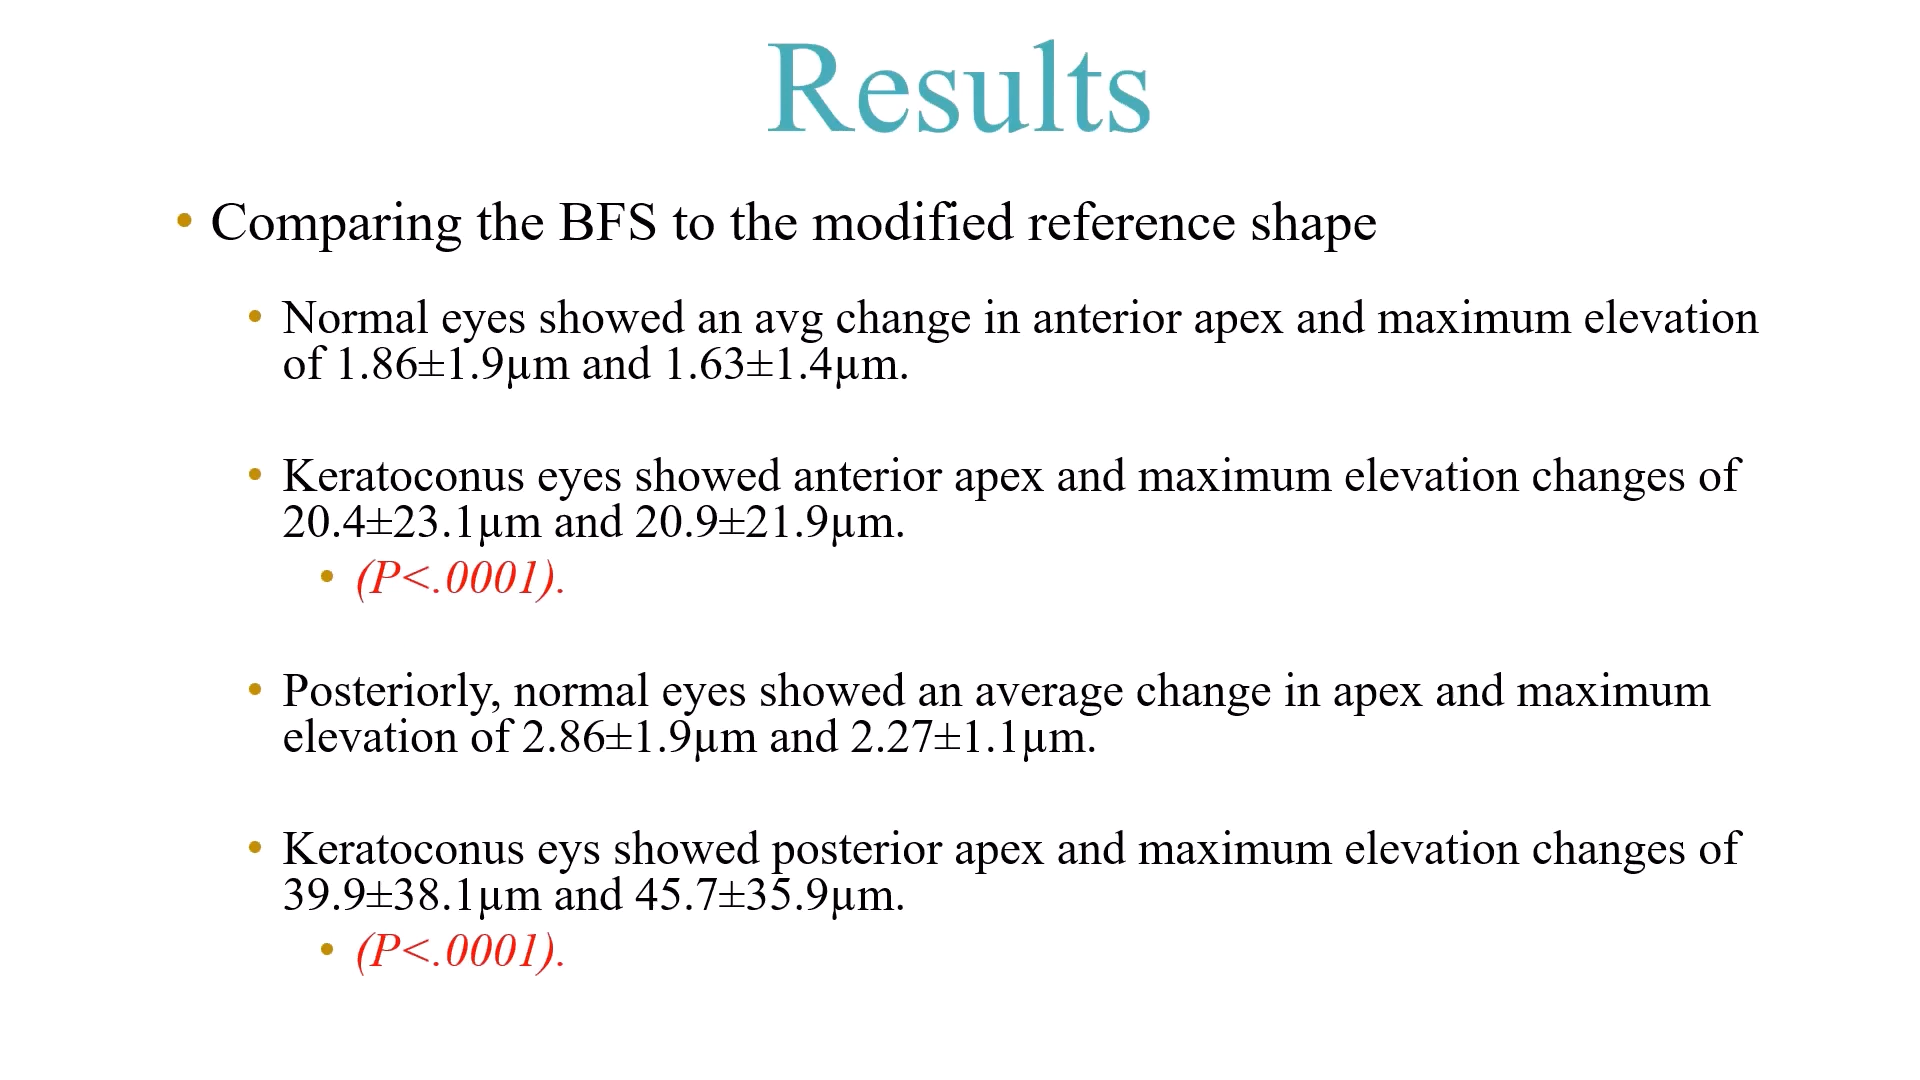 Results
• Comparing the BFS to the modified reference shape
• Normal eyes showed an avg change in anterior apex and maximum elevation
of 1.86±1.9µm and 1.63±1.4µm.
• Keratoconus eyes showed anterior apex and maximum elevation changes of
20.4±23.1µm and 20.9±21.9µm.
• (P<.0001).
• Posteriorly, normal eyes showed an average change in apex and maximum
elevation of 2.86±1.9µm and 2.27±1.1µm.
• Keratoconus eys showed posterior apex and maximum elevation changes of
39.9±38.1µm and 45.7±35.9µm.
• (P<.0001).